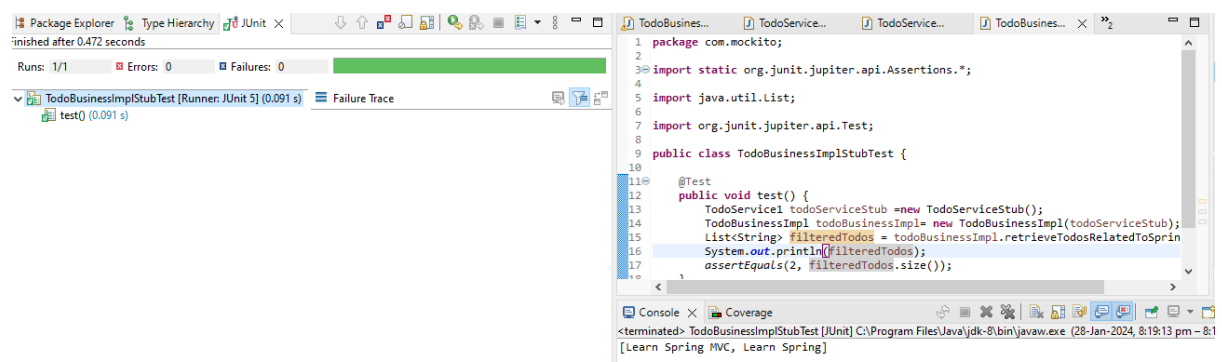 Package Explorer Type Hierarchy JUnit
Finished after 0.472 seconds
Runs: 1/1 Errors: 0 Failures: 0
TodoBusinessImplStubTest [Runner: JUnit 5] (0.091 s)
test() (0.091 s)
Failure Trace
TodoBusines... TodoService... TodoService... TodoBusines... »2
1 package com.mockito;
2
3 import static org.junit.jupiter.api.Assertions.*;
4
5 import java.util.List;
6
7 import org.junit.jupiter.api.Test;
8
9 public class TodoBusinessImplStubTest {
10
11 @Test
12 public void test() {
13 TodoService1 todoServiceStub =new TodoServiceStub();
14 TodoBusinessImpl todoBusinessImpl= new TodoBusinessImpl(todoServiceStub);
15 List<String> filteredTodos = todoBusinessImpl.retrieveTodosRelatedToSprin
16 System.out.println(filteredTodos);
17 assertEquals(2, filteredTodos.size());
18 }
Console Coverage
<terminated> TodoBusinessImplStubTest [JUnit] C:\Program Files\Java\jdk-8\bin\javaw.exe (28-Jan-2024, 8:19:13 pm – 8:1
[Learn Spring MVC, Learn Spring]